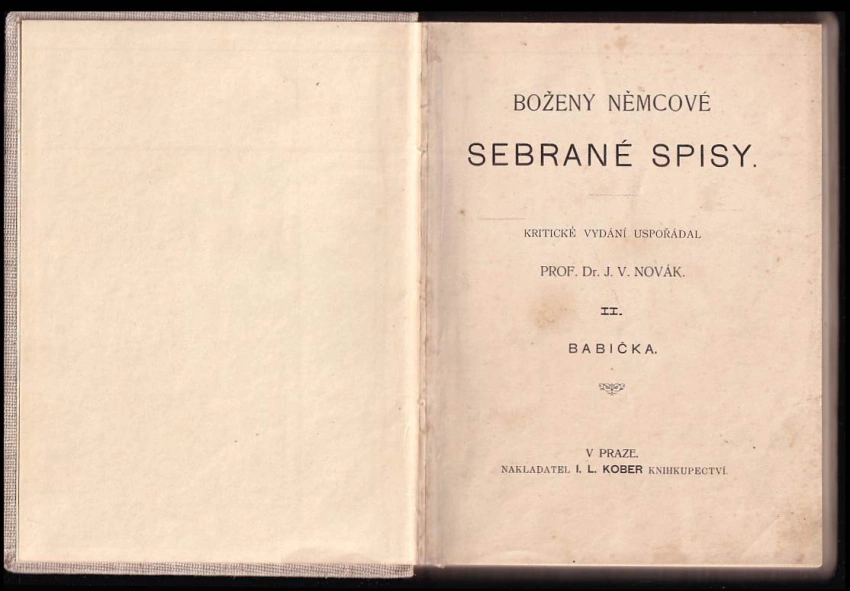 BOŽENY NĚMCOVÉ
SEBRANÉ SPISY.
KRITICKÉ VYDÁNÍ USPOŘÁDAL
PROF. Dr. J. V. NOVÁK.
II.
BABIČKA.
V PRAZE.
NAKLADATEL I. L. KOBER KNIHKUPECTVÍ.